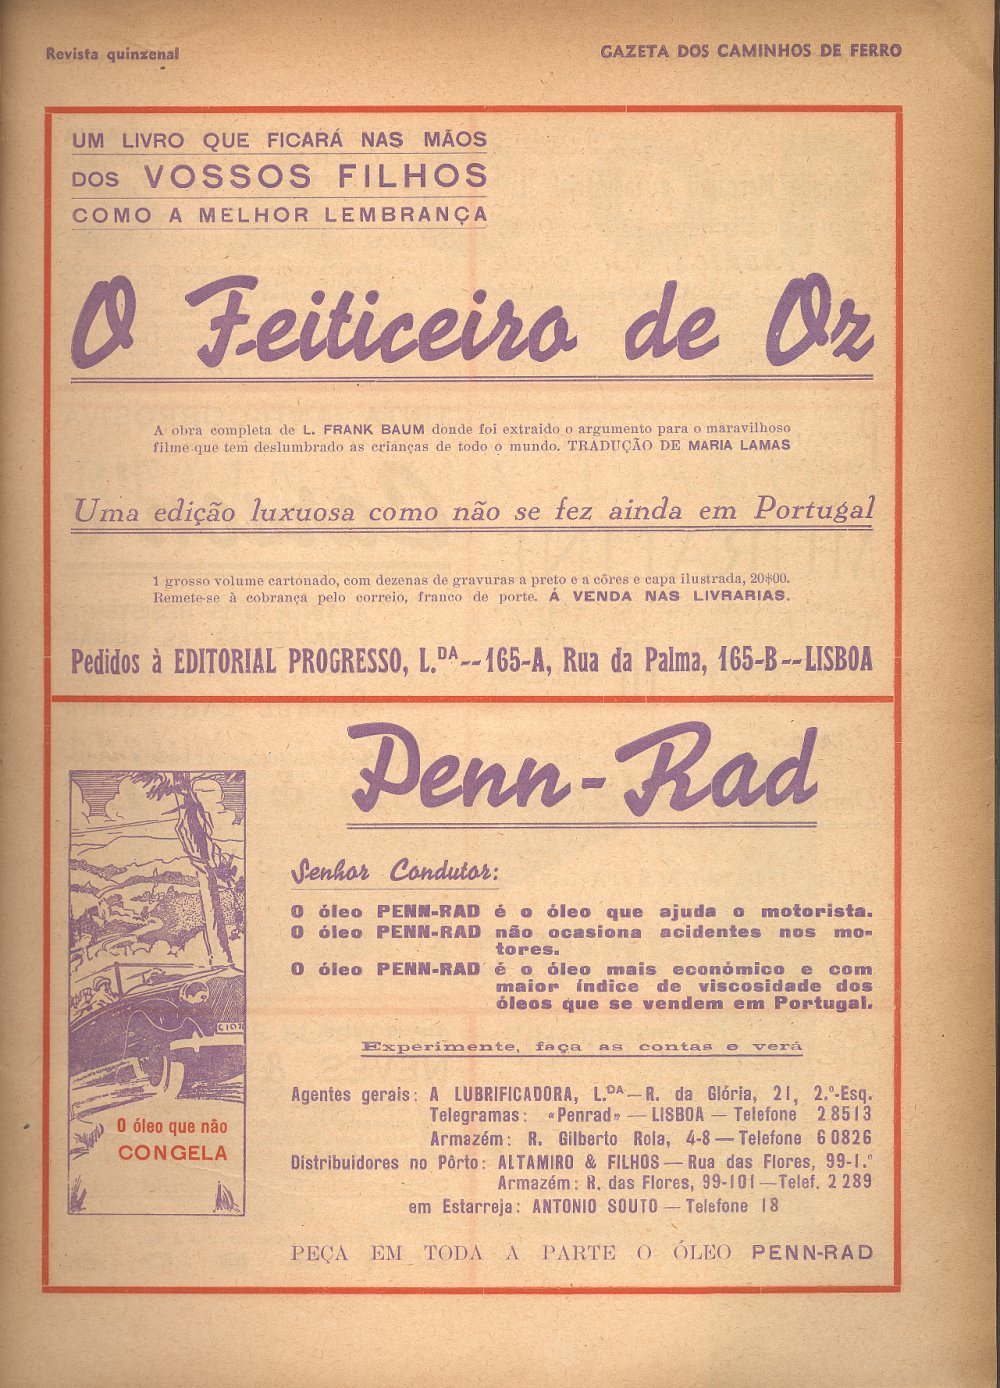 Revista quinzenal
GAZETA DOS CAMINHOS DE FERRO
UM LIVRO QUE FICARÁ NAS MÃOS
DOS VOSSOS FILHOS
COMO A MELHOR LEMBRANÇA
O Feiticeiro de Oz
A obra completa de L. FRANK BAUM donde foi extraido o argumento para o maravilhoso
filme que tem deslumbrado as crianças de todo o mundo. TRADUÇÃO DE MARIA LAMAS
Uma edição luxuosa como não se fez ainda em Portugal
1 grosso volume cartonado, com dezenas de gravuras a preto e a côres e capa ilustrada, 20$00.
Remete-se à cobrança pelo correio, franco de porte. Á VENDA NAS LIVRARIAS.
Pedidos à EDITORIAL PROGRESSO, L.DA--165-A, Rua da Palma, 165-B--LISBOA
Penn-Rad
Senhor Condutor:
O óleo PENN-RAD é o óleo que ajuda o motorista.
O óleo PENN-RAD não ocasiona acidentes nos mo-
tores.
O óleo PENN-RAD é o óleo mais económico e com
maior índice de viscosidade dos
óleos que se vendem em Portugal.
Experimente, faça as contas e verá
Agentes gerais: A LUBRIFICADORA, L.DA — R. da Glória, 21, 2.º-Esq.
Telegramas: «Penrad» — LISBOA — Telefone 28513
Armazém: R. Gilberto Rola, 4-8 — Telefone 60826
Distribuidores no Pôrto: ALTAMIRO & FILHOS — Rua das Flores, 99-1.º
Armazém: R. das Flores, 99-101 — Telef. 2289
em Estarreja: ANTONIO SOUTO — Telefone 18
PEÇA EM TODA A PARTE O ÓLEO PENN-RAD
O óleo que não
CONGELA